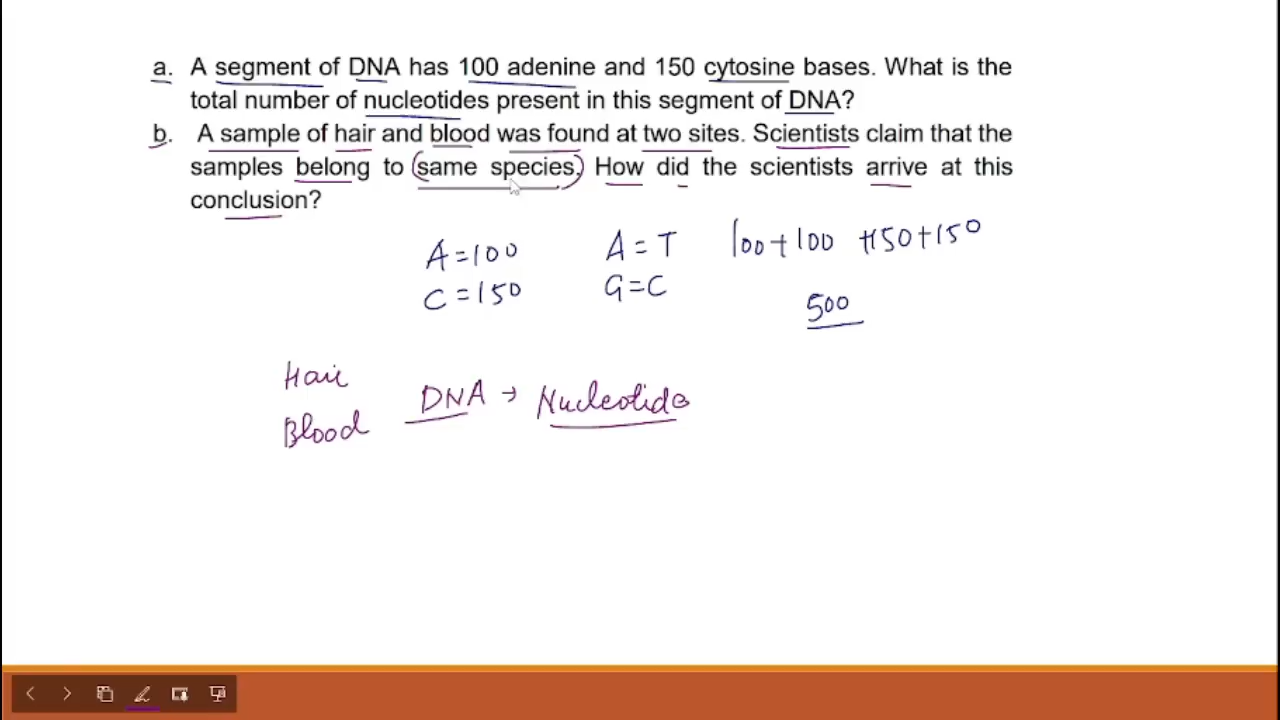 a. A segment of DNA has 100 adenine and 150 cytosine bases. What is the
total number of nucleotides present in this segment of DNA?
b. A sample of hair and blood was found at two sites. Scientists claim that the
samples belong to (same species.) How did the scientists arrive at this
conclusion?
A=100 A=T 100+100 +150+150
C=150 G=C
500
Hair
DNA → Nucleotide
Blood